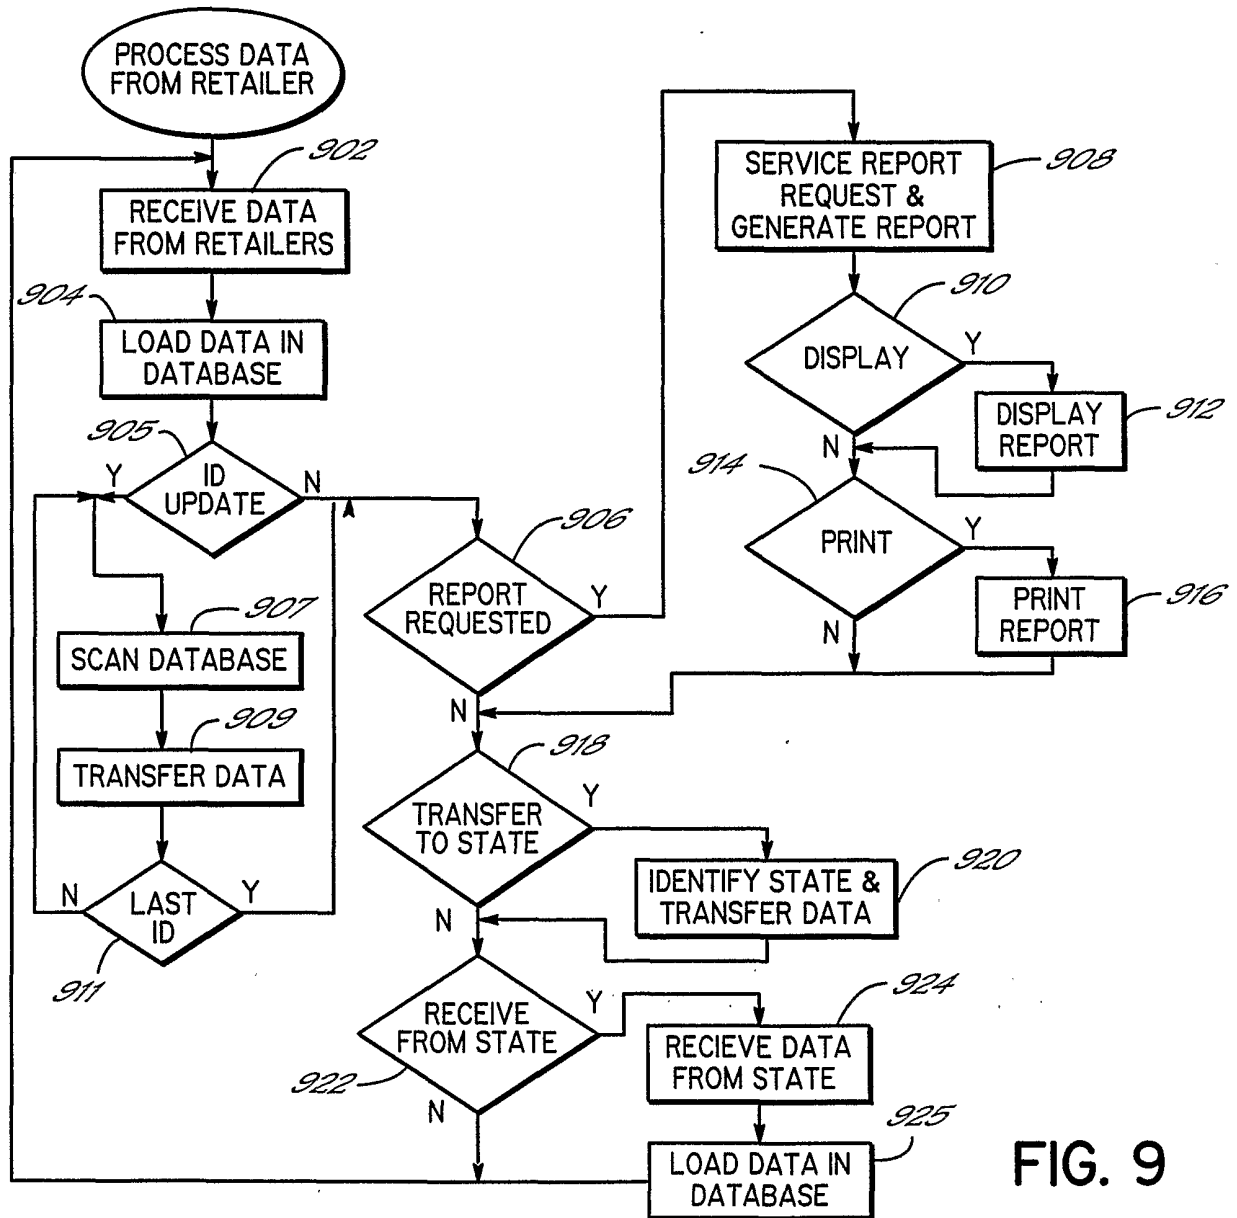 PROCESS DATA
FROM RETAILER
902
RECEIVE DATA
FROM RETAILERS
904
LOAD DATA IN
DATABASE
905
ID
UPDATE
Y
N
907
SCAN DATABASE
909
TRANSFER DATA
LAST
ID
N
Y
911
906
REPORT
REQUESTED
Y
N
908
SERVICE REPORT
REQUEST &
GENERATE REPORT
910
DISPLAY
Y
N
912
DISPLAY
REPORT
914
PRINT
Y
N
916
PRINT
REPORT
918
TRANSFER
TO STATE
Y
N
920
IDENTIFY STATE &
TRANSFER DATA
RECEIVE
FROM STATE
922
Y
N
924
RECIEVE DATA
FROM STATE
925
LOAD DATA IN
DATABASE
FIG. 9